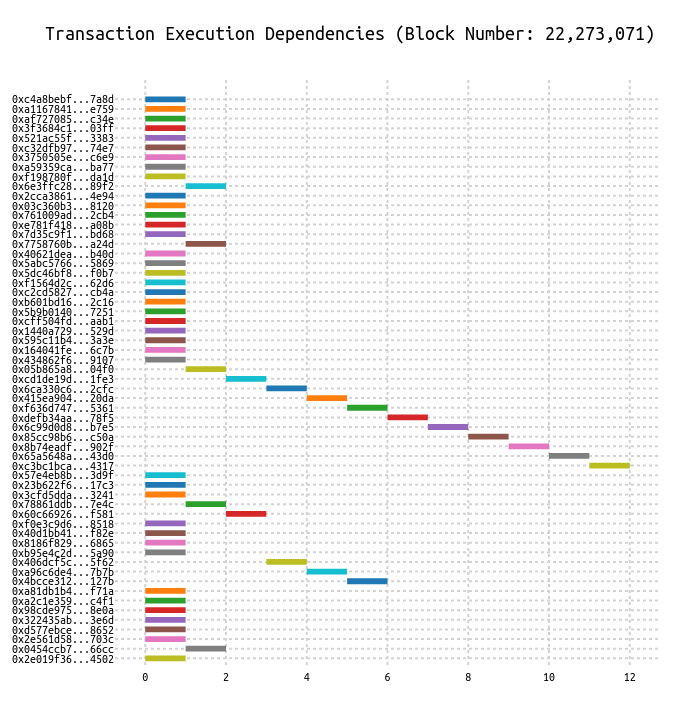 Transaction Execution Dependencies (Block Number: 22,273,071)
0xc4a8bebf...7a8d
0xa1167841...e759
0xaf727085...c34e
0x3f3684c1...03ff
0x521ac55f...3383
0xc32dfb97...74e7
0x3750505e...c6e9
0xa59359ca...ba77
0xf198780f...da1d
0x6e3ffc28...89f2
0x2cca3861...4e94
0x03c360b3...8120
0x761009ad...2cb4
0xe781f418...a08b
0x7d35c9f1...bd68
0x7758760b...a24d
0x40621dea...b40d
0x5abc5766...5869
0x5dc46bf8...f0b7
0xf1564d2c...62d6
0xc2cd5827...cb4a
0xb601bd16...2c16
0x5b9b0140...7251
0xcff504fd...aab1
0x1440a729...529d
0x595c11b4...3a3e
0x164041fe...6c7b
0x434862f6...9107
0x05b865a8...04f0
0xcd1de19d...1fe3
0x6ca330c6...2cfc
0x415ea904...20da
0xf636d747...5361
0xdefb34aa...78f5
0x6c99d0d8...b7e5
0x85cc98b6...c50a
0x8b74eadf...902f
0x65a5648a...43d0
0xc3bc1bca...4317
0x57e4eb8b...3d9f
0x23b622f6...17c3
0x3cfd5dda...3241
0x78861ddb...7e4c
0x60c66926...f581
0xf0e3c9d6...8518
0x40d1bb41...f82e
0x8186f829...6865
0xb95e4c2d...5a90
0x406dcf5c...5f62
0xa96c6de4...7b7b
0x4bcce312...127b
0xa81db1b4...f71a
0xa2c1e359...c4f1
0x98cde975...8e0a
0x322435ab...3e6d
0xd577ebce...8652
0x2e561d58...703c
0x0454ccb7...66cc
0x2e019f36...4502
0 2 4 6 8 10 12